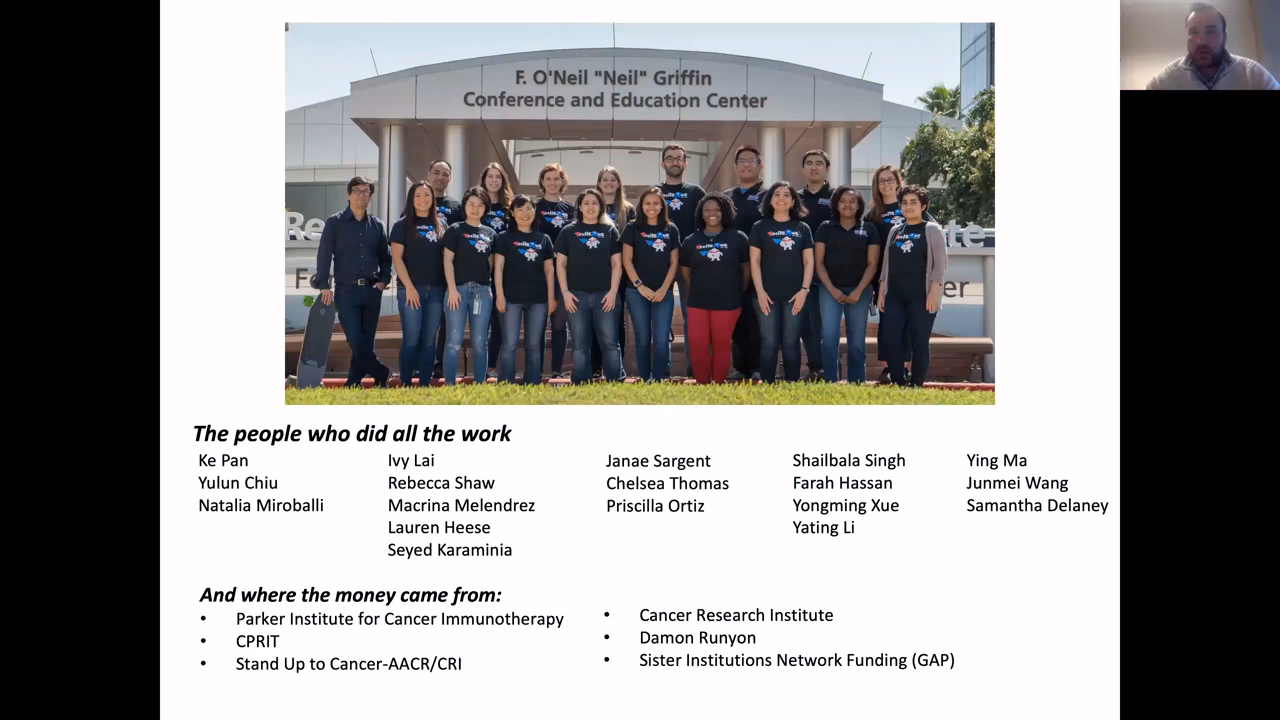 F. O'Neil "Neil" Griffin
Conference and Education Center
The people who did all the work
Ke Pan
Yulun Chiu
Natalia Miroballi
Ivy Lai
Rebecca Shaw
Macrina Melendrez
Lauren Heese
Seyed Karaminia
Janae Sargent
Chelsea Thomas
Priscilla Ortiz
Shailbala Singh
Farah Hassan
Yongming Xue
Yating Li
Ying Ma
Junmei Wang
Samantha Delaney
And where the money came from:
• Parker Institute for Cancer Immunotherapy
• CPRIT
• Stand Up to Cancer-AACR/CRI
• Cancer Research Institute
• Damon Runyon
• Sister Institutions Network Funding (GAP)